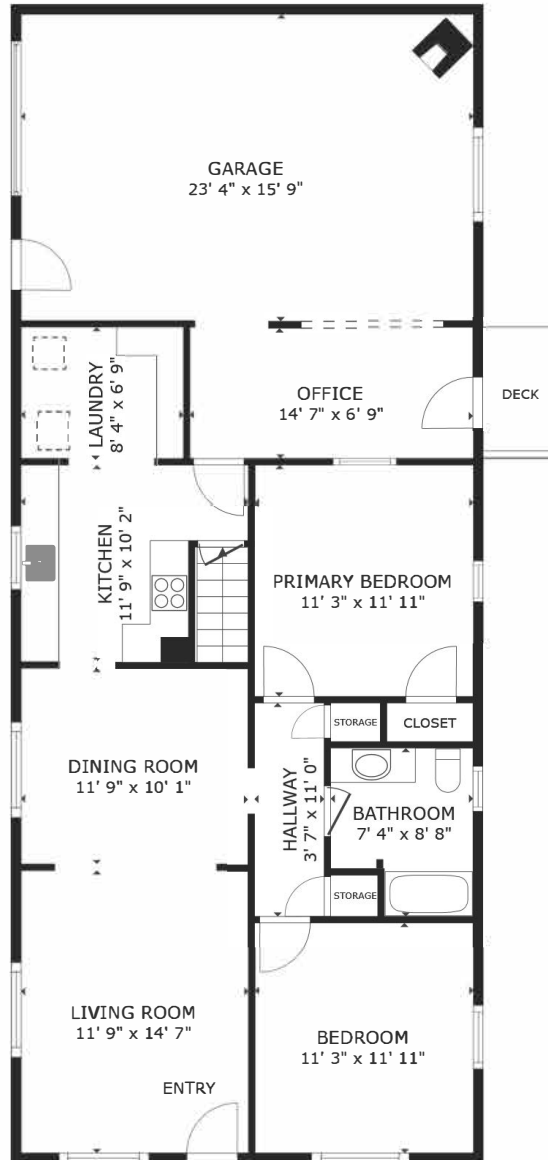 GARAGE
23' 4" x 15' 9"
LAUNDRY
8' 4" x 6' 9"
OFFICE
14' 7" x 6' 9"
DECK
KITCHEN
11' 9" x 10' 2"
PRIMARY BEDROOM
11' 3" x 11' 11"
STORAGE
CLOSET
DINING ROOM
11' 9" x 10' 1"
HALLWAY
3' 7" x 11' 0"
BATHROOM
7' 4" x 8' 8"
STORAGE
LIVING ROOM
11' 9" x 14' 7"
BEDROOM
11' 3" x 11' 11"
ENTRY